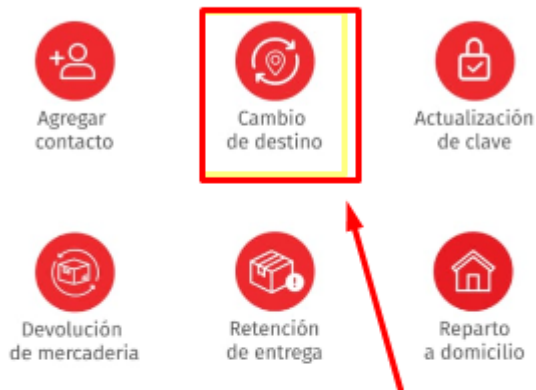 Agregar
contacto
Cambio
de destino
Actualización
de clave
Devolución
de mercaderia
Retención
de entrega
Reparto
a domicilio